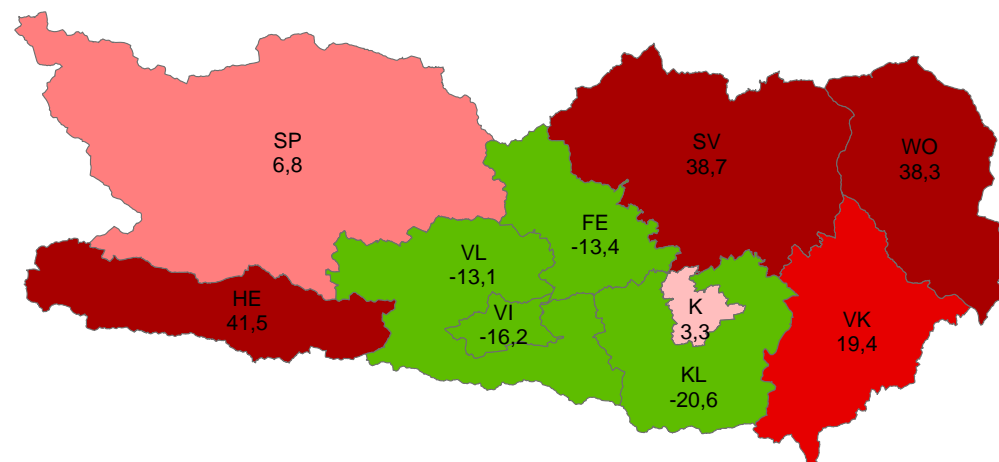 SP
6,8
SV
38,7
WO
38,3
FE
-13,4
VL
-13,1
HE
41,5
VI
-16,2
K
3,3
VK
19,4
KL
-20,6